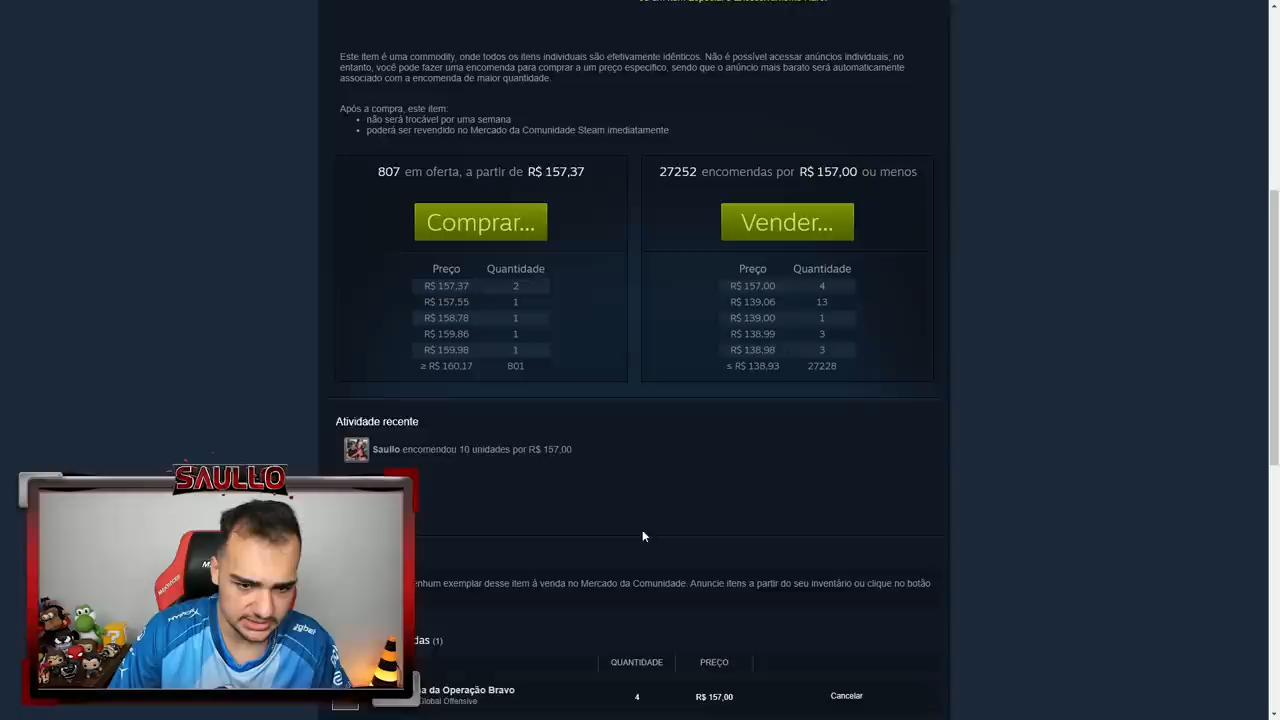 Este item é uma commodity, onde todos os itens individuais são efetivamente idênticos. Não é possível acessar anúncios individuais, no
entanto, você pode fazer uma encomenda para comprar a um preço específico, sendo que o anúncio mais barato será automaticamente
associado com a encomenda de maior quantidade.
Após a compra, este item:
• não será trocável por uma semana
• poderá ser revendido no Mercado da Comunidade Steam imediatamente
807 em oferta, a partir de R$ 157,37
Comprar...
Preço Quantidade
R$ 157,37 2
R$ 157,55 1
R$ 158,78 1
R$ 159,86 1
R$ 159,98 1
≥ R$ 160,17 801
27252 encomendas por R$ 157,00 ou menos
Vender...
Preço Quantidade
R$ 157,00 4
R$ 139,06 13
R$ 139,00 1
R$ 138,99 3
R$ 138,98 3
≤ R$ 138,93 27228
Atividade recente
Saullo encomendou 10 unidades por R$ 157,00
SAULLO
enhum exemplar desse item à venda no Mercado da Comunidade. Anuncie itens a partir do seu inventário ou clique no botão
das (1)
QUANTIDADE PREÇO
a da Operação Bravo 4 R$ 157,00 Cancelar
Global Offensive